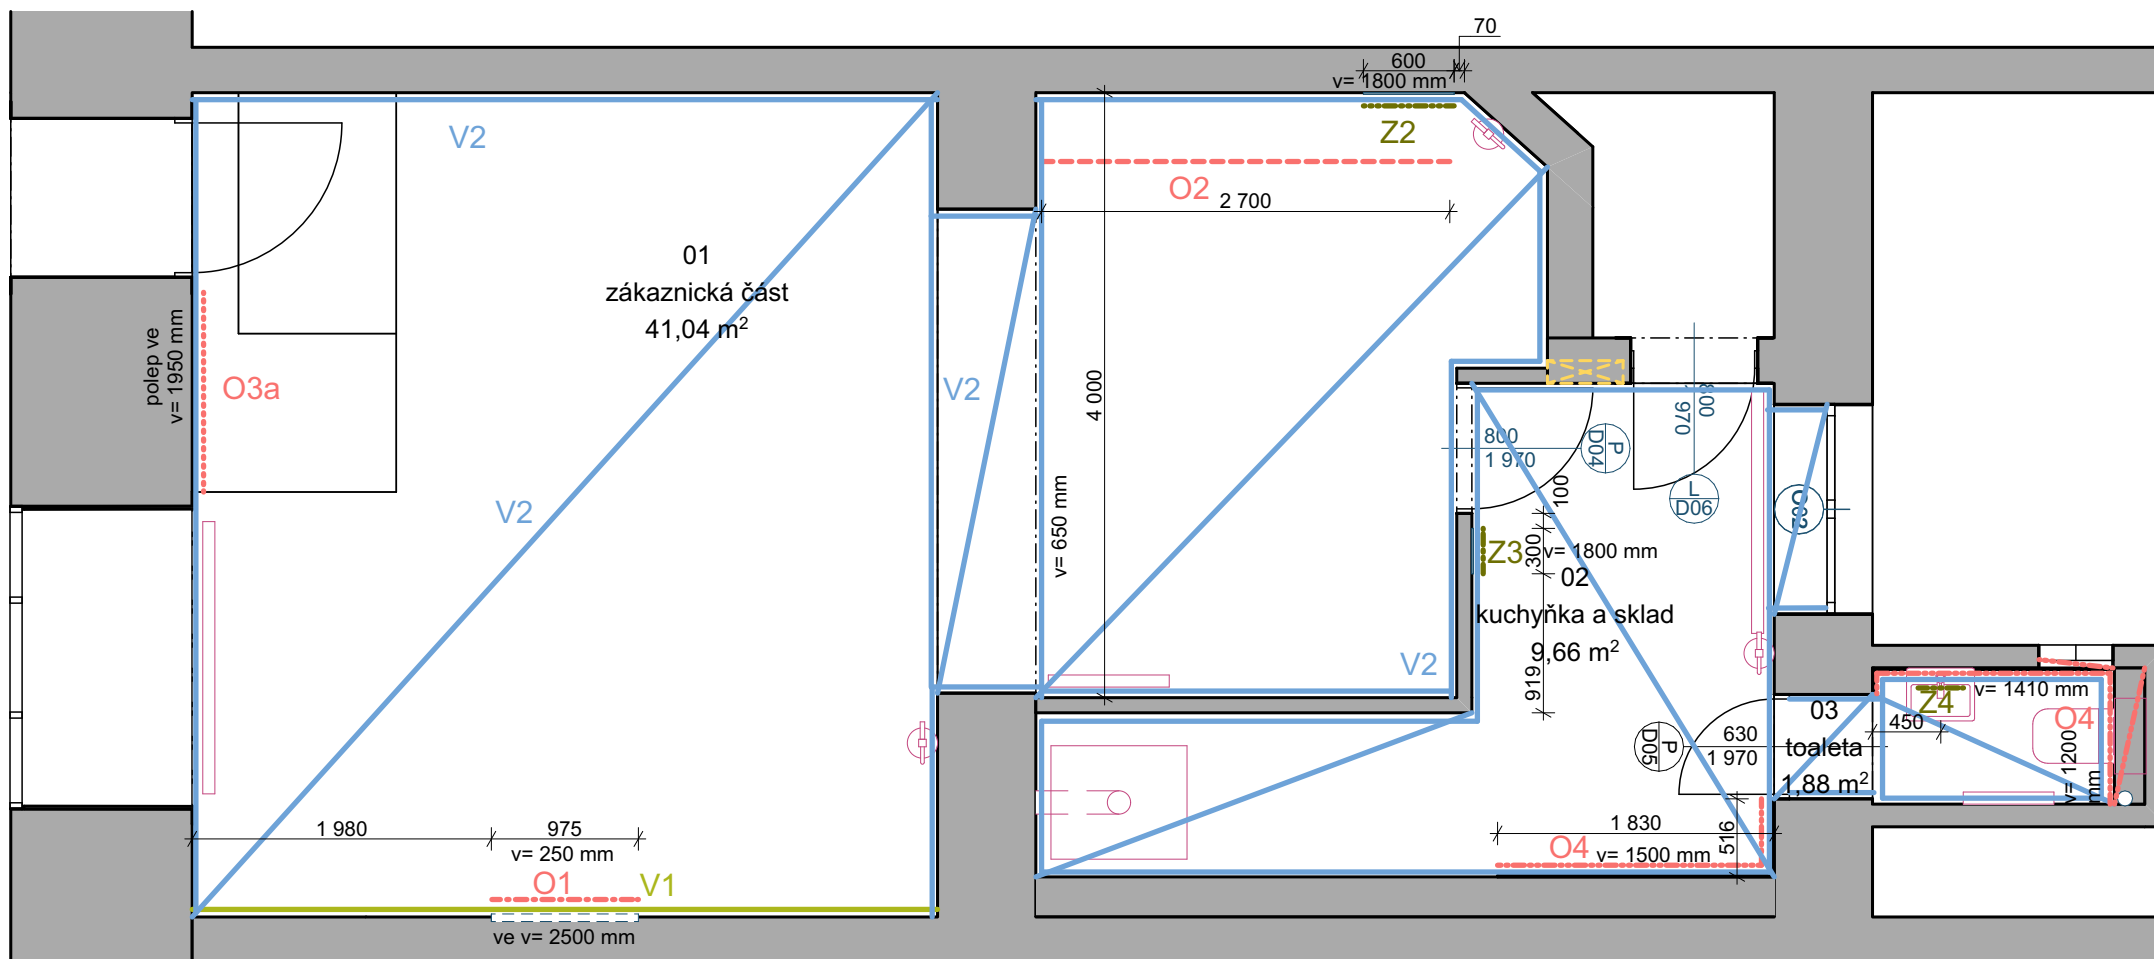 70
600
v= 1800 mm
V2
Z2
O2
2 700
01
zákaznická část
41,04 m²
polep ve
v= 1950 mm
O3a
V2
4 000
800
1 970
P
D04
800
970
L
D06
V2
v= 650 mm
100
Z3
300
v= 1800 mm
02
kuchyňka a sklad
9,66 m²
V2
919
v= 1410 mm
Z4
O4
450
03
toaleta
1,88 m²
630
1 970
P
D05
v= 1200
mm
1 980
975
v= 250 mm
1 830
516
O4
v= 1500 mm
O1
V1
ve v= 2500 mm